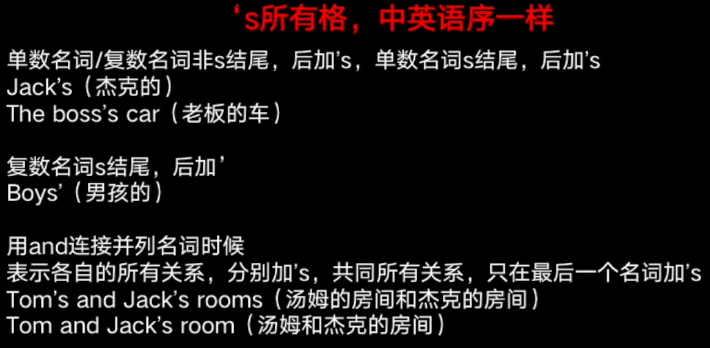 ‘s所有格，中英语序一样
单数名词/复数名词非s结尾，后加’s，单数名词s结尾，后加’s
Jack’s（杰克的）
The boss’s car（老板的车）
复数名词s结尾，后加’
Boys’（男孩的）
用and连接并列名词时候
表示各自的所有关系，分别加’s，共同所有关系，只在最后一个名词加’s
Tom’s and Jack’s rooms（汤姆的房间和杰克的房间）
Tom and Jack’s room（汤姆和杰克的房间）